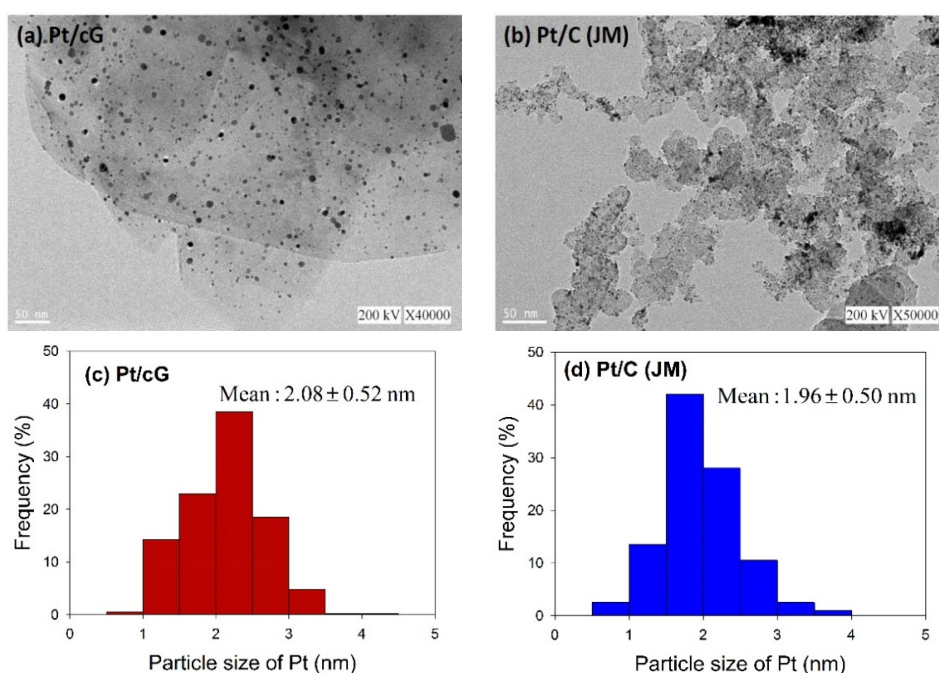 (a) Pt/cG
50 nm
200 kV X40000
(b) Pt/C (JM)
50 nm
200 kV X50000
(c) Pt/cG
Mean : 2.08 ± 0.52 nm
Frequency (%)
50
40
30
20
10
0
0 1 2 3 4 5
Particle size of Pt (nm)
(d) Pt/C (JM)
Mean : 1.96 ± 0.50 nm
Frequency (%)
50
40
30
20
10
0
0 1 2 3 4 5
Particle size of Pt (nm)